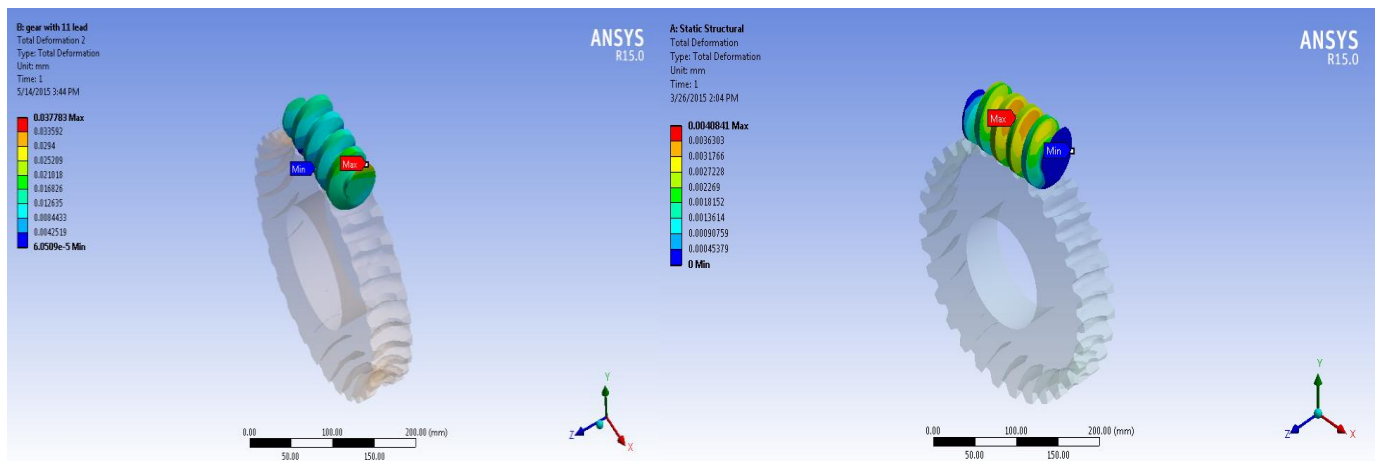 B: gear with 11 lead
Total Deformation 2
Type: Total Deformation
Unit: mm
Time: 1
5/14/2015 3:44 PM
0.037783 Max
0.033592
0.0294
0.025209
0.021018
0.016826
0.012635
0.0084433
0.0042519
6.0509e-5 Min
ANSYS
R15.0
Min
Max
0.00 100.00 200.00 (mm)
50.00 150.00
Y
Z
X
A: Static Structural
Total Deformation
Type: Total Deformation
Unit: mm
Time: 1
3/26/2015 2:04 PM
0.0040841 Max
0.0036303
0.0031766
0.0027228
0.002269
0.0018152
0.0013614
0.00090759
0.00045379
0 Min
ANSYS
R15.0
Max
Min
0.00 100.00 200.00 (mm)
50.00 150.00
Y
Z
X